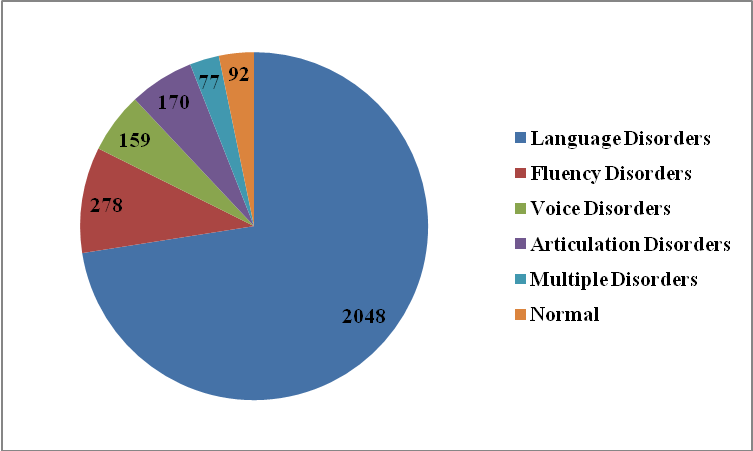 92
77
170
159
278
2048
Language Disorders
Fluency Disorders
Voice Disorders
Articulation Disorders
Multiple Disorders
Normal